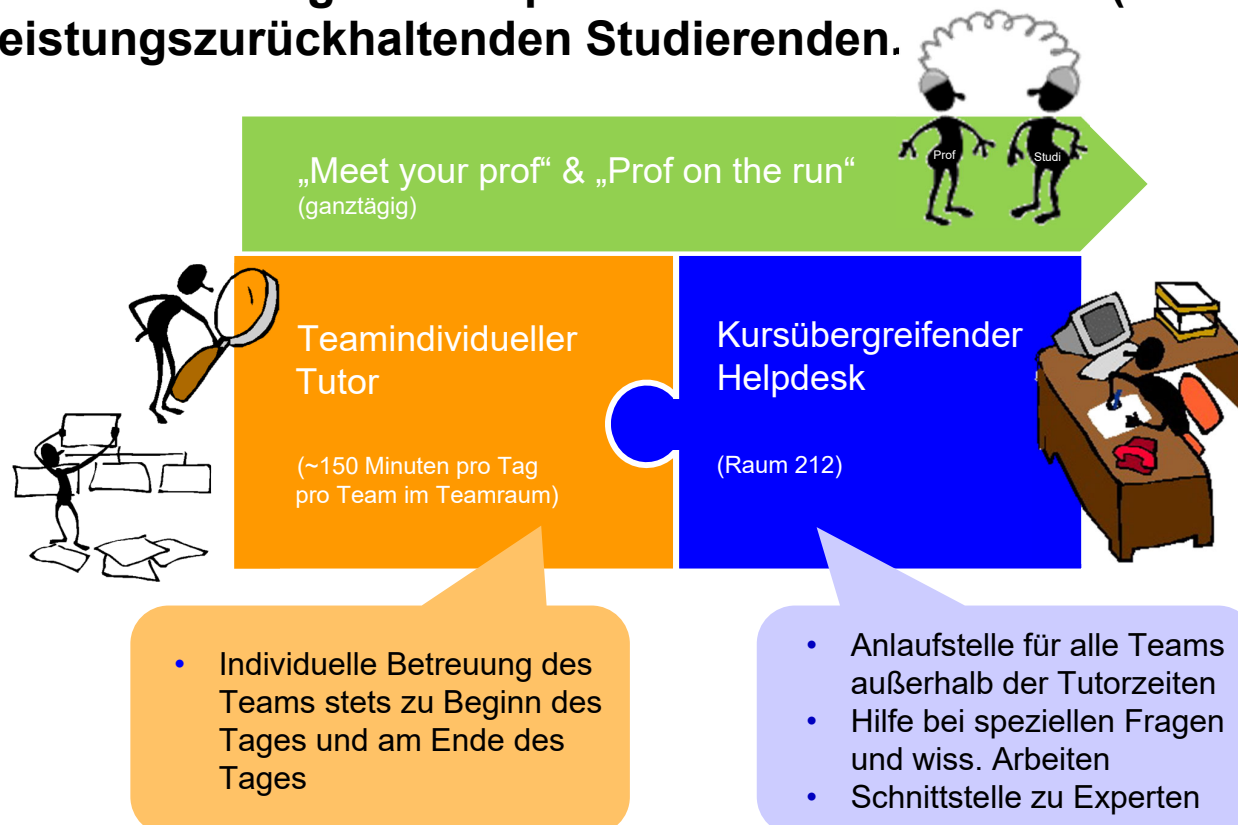 leistungszurückhaltenden Studierenden.
„Meet your prof“ & „Prof on the run“
(ganztägig)
Prof
Studi
Teamindividueller
Tutor
(~150 Minuten pro Tag
pro Team im Teamraum)
Kursübergreifender
Helpdesk
(Raum 212)
• Individuelle Betreuung des
Teams stets zu Beginn des
Tages und am Ende des
Tages
• Anlaufstelle für alle Teams
außerhalb der Tutorzeiten
• Hilfe bei speziellen Fragen
und wiss. Arbeiten
• Schnittstelle zu Experten